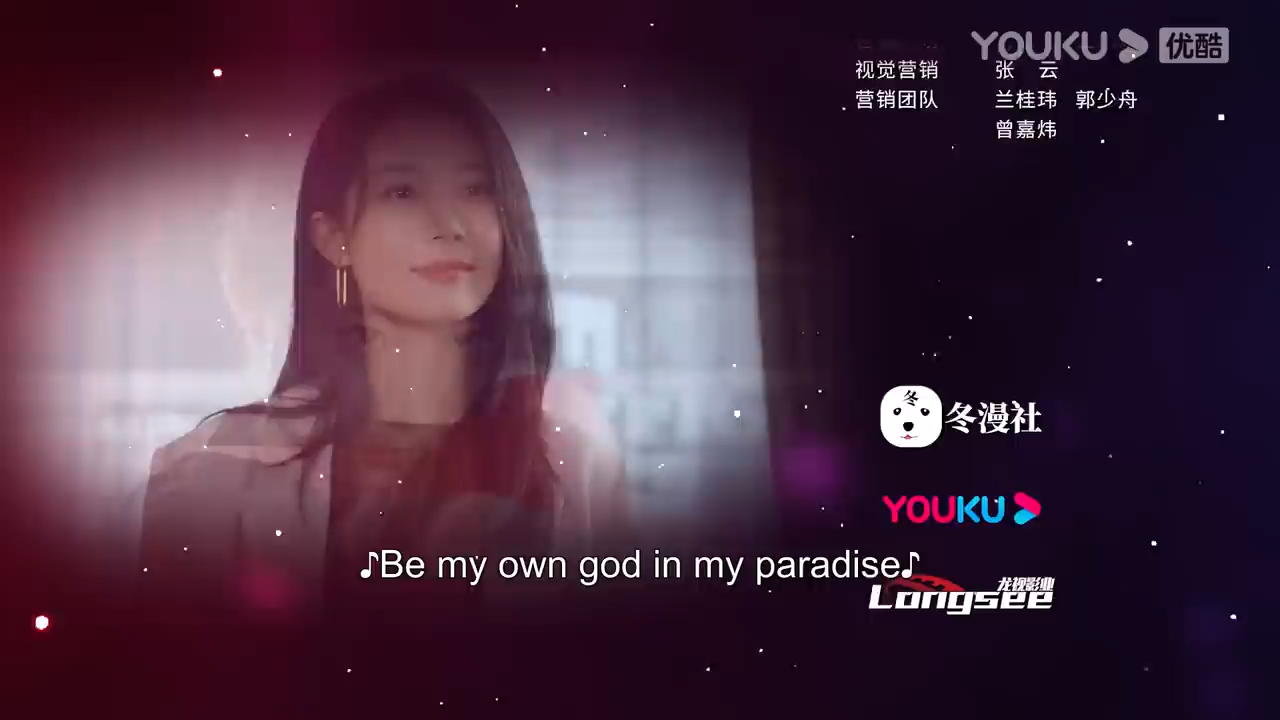 YOUKU 优酷
视觉营销 张 云
营销团队 兰桂玮 郭少舟
曾嘉炜
冬
冬漫社
YOUKU
♪Be my own god in my paradise♪
龙视影业
Longsee